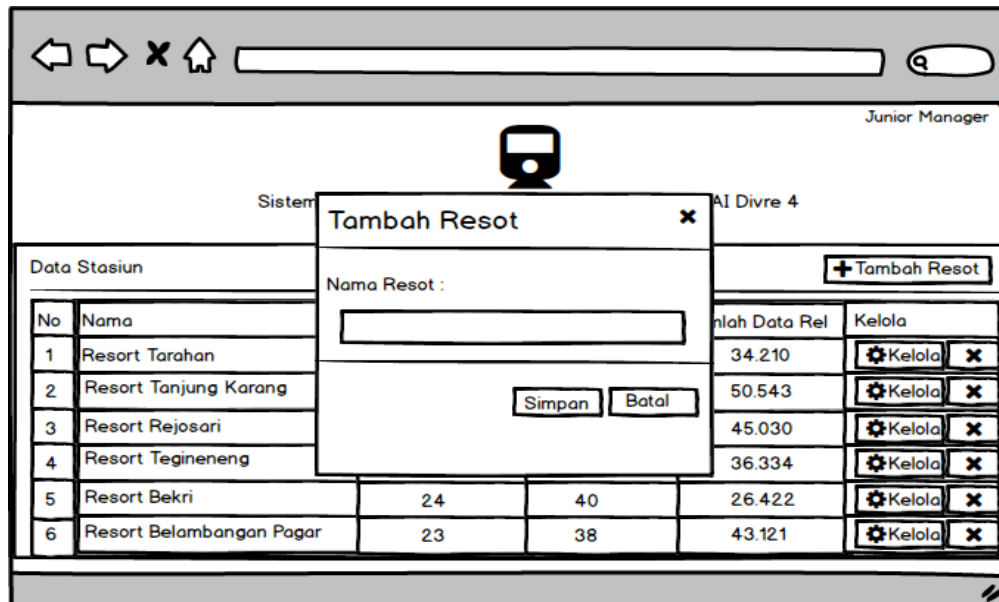 Junior Manager
Sistem
AI Divre 4
Tambah Resot
Nama Resot :
Simpan Batal
Data Stasiun
Tambah Resot
No Nama mlah Data Rel Kelola
1 Resort Tarahan 34.210 Kelola
2 Resort Tanjung Karang 50.543 Kelola
3 Resort Rejosari 45.030 Kelola
4 Resort Tegineneng 36.334 Kelola
5 Resort Bekri 24 40 26.422 Kelola
6 Resort Belambangan Pagar 23 38 43.121 Kelola